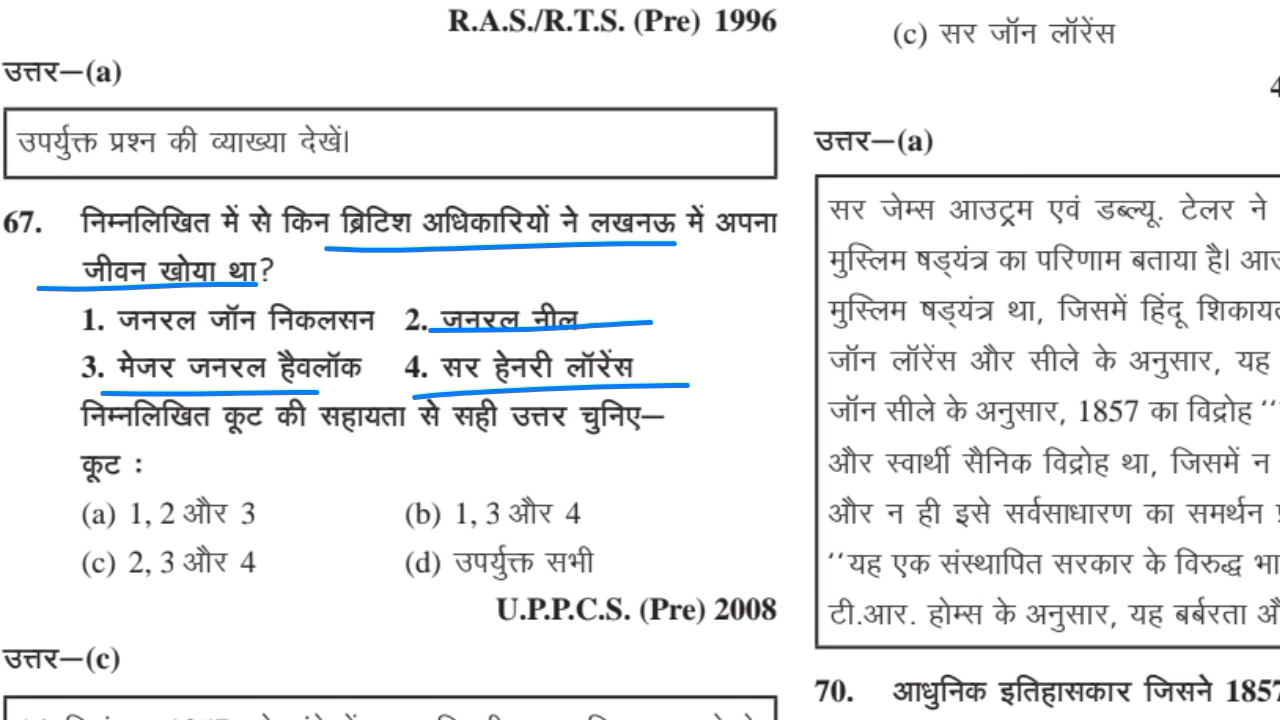 R.A.S./R.T.S. (Pre) 1996
उत्तर—(a)
उपर्युक्त प्रश्न की व्याख्या देखें।
67. निम्नलिखित में से किन ब्रिटिश अधिकारियों ने लखनऊ में अपना
जीवन खोया था?
1. जनरल जॉन निकलसन 2. जनरल नील
3. मेजर जनरल हैवलॉक 4. सर हेनरी लॉरेंस
निम्नलिखित कूट की सहायता से सही उत्तर चुनिए—
कूट :
(a) 1, 2 और 3 (b) 1, 3 और 4
(c) 2, 3 और 4 (d) उपर्युक्त सभी
U.P.P.C.S. (Pre) 2008
उत्तर—(c)
(c) सर जॉन लॉरेंस
4
उत्तर—(a)
सर जेम्स आउट्रम एवं डब्ल्यू. टेलर ने
मुस्लिम षड्यंत्र का परिणाम बताया है। आउ
मुस्लिम षड्यंत्र था, जिसमें हिंदू शिकायत
जॉन लॉरेंस और सीले के अनुसार, यह
जॉन सीले के अनुसार, 1857 का विद्रोह ‘‘
और स्वार्थी सैनिक विद्रोह था, जिसमें न
और न ही इसे सर्वसाधारण का समर्थन
‘‘यह एक संस्थापित सरकार के विरुद्ध भा
टी.आर. होम्स के अनुसार, यह बर्बरता औ
70. आधुनिक इतिहासकार जिसने 1857